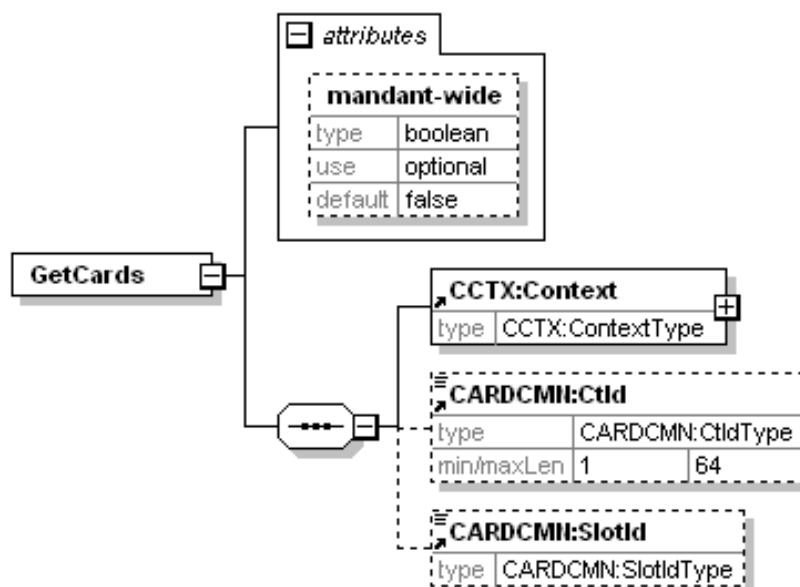 attributes
mandant-wide
type boolean
use optional
default false
GetCards
CCTX:Context
type CCTX:ContextType
CARDCMN:CtId
type CARDCMN:CtIdType
min/maxLen 1 64
CARDCMN:SlotId
type CARDCMN:SlotIdType